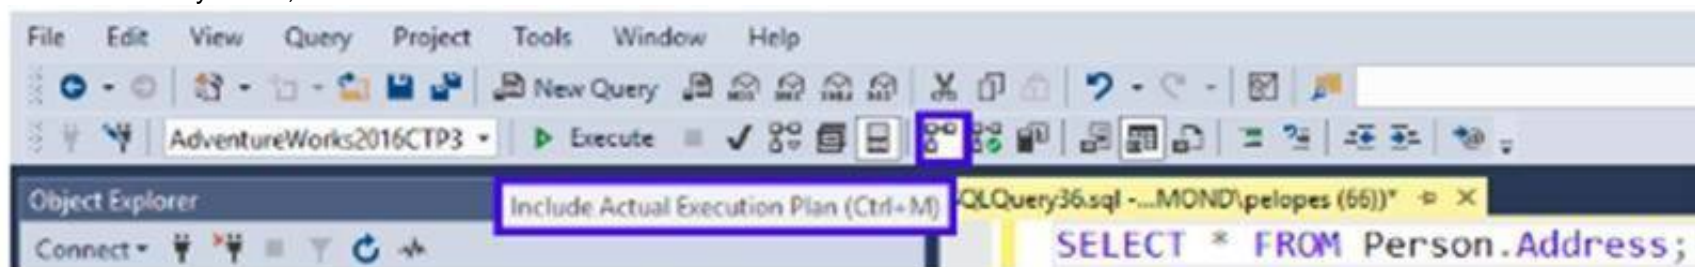 File Edit View Query Project Tools Window Help
New Query
AdventureWorks2016CTP3 Execute
Object Explorer
Include Actual Execution Plan (Ctrl+M)
QLQuery36.sql -...MOND\pelopes (66))*
Connect
SELECT * FROM Person.Address;